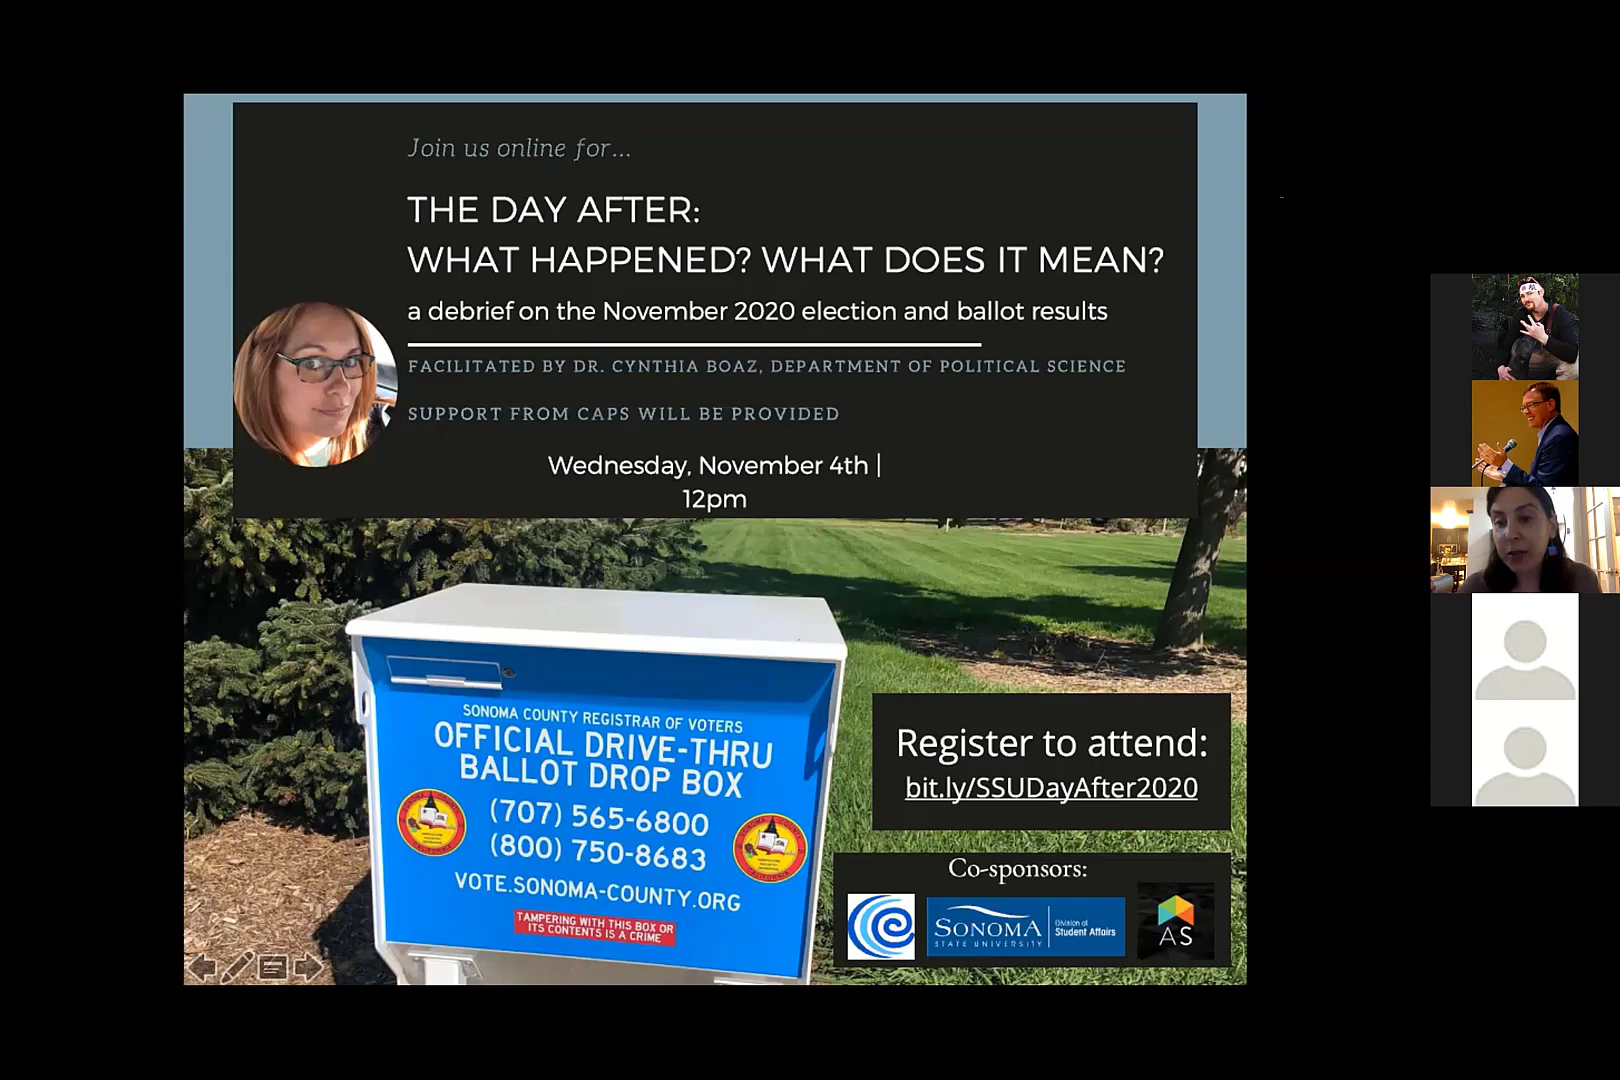 Join us online for...
THE DAY AFTER:
WHAT HAPPENED? WHAT DOES IT MEAN?
a debrief on the November 2020 election and ballot results
FACILITATED BY DR. CYNTHIA BOAZ, DEPARTMENT OF POLITICAL SCIENCE
SUPPORT FROM CAPS WILL BE PROVIDED
Wednesday, November 4th |
12pm
SONOMA COUNTY REGISTRAR OF VOTERS
OFFICIAL DRIVE-THRU
BALLOT DROP BOX
(707) 565-6800
(800) 750-8683
VOTE.SONOMA-COUNTY.ORG
TAMPERING WITH THIS BOX OR
ITS CONTENTS IS A CRIME
Register to attend:
bit.ly/SSUDayAfter2020
Co-sponsors:
SONOMA
STATE UNIVERSITY
Division of
Student Affairs
AS